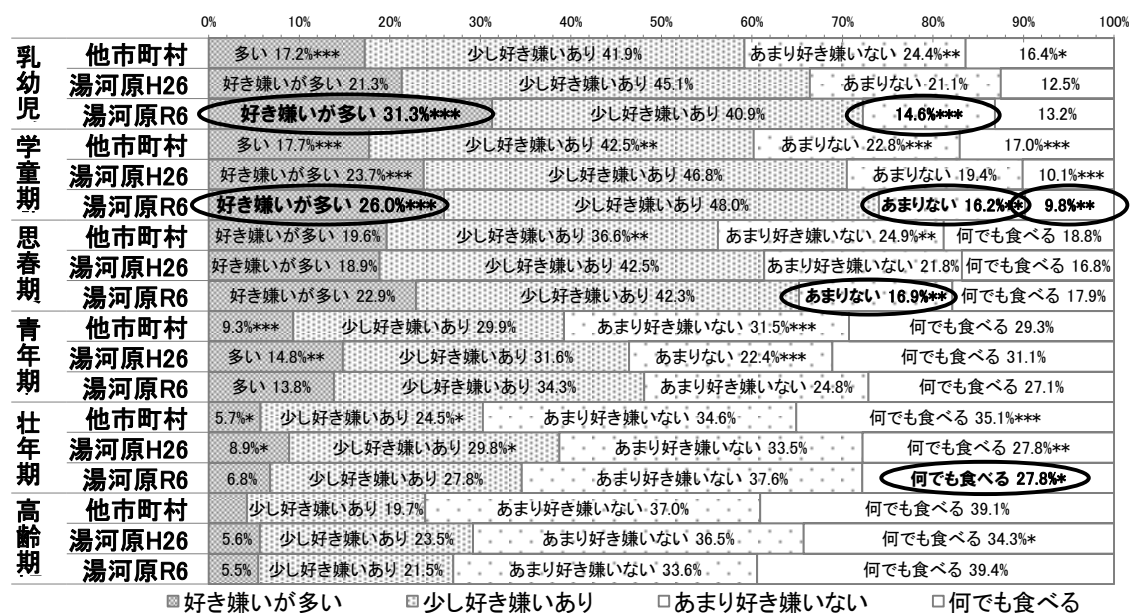 0% 10% 20% 30% 40% 50% 60% 70% 80% 90% 100%
乳幼児
他市町村 多い 17.2%*** 少し好き嫌いあり 41.9% あまり好き嫌いない 24.4%** 16.4%*
湯河原H26 好き嫌いが多い 21.3% 少し好き嫌いあり 45.1% あまりない 21.1% 12.5%
湯河原R6 好き嫌いが多い 31.3%*** 少し好き嫌いあり 40.9% 14.6%*** 13.2%
学童期
他市町村 多い 17.7%*** 少し好き嫌いあり 42.5%** あまりない 22.8%*** 17.0%***
湯河原H26 好き嫌いが多い 23.7%*** 少し好き嫌いあり 46.8% あまりない 19.4% 10.1%***
湯河原R6 好き嫌いが多い 26.0%*** 少し好き嫌いあり 48.0% あまりない 16.2%** 9.8%**
思春期
他市町村 好き嫌いが多い 19.6% 少し好き嫌いあり 36.6%** あまり好き嫌いない 24.9%** 何でも食べる 18.8%
湯河原H26 好き嫌いが多い 18.9% 少し好き嫌いあり 42.5% あまり好き嫌いない 21.8% 何でも食べる 16.8%
湯河原R6 好き嫌いが多い 22.9% 少し好き嫌いあり 42.3% あまりない 16.9%** 何でも食べる 17.9%
青年期
他市町村 9.3%*** 少し好き嫌いあり 29.9% あまり好き嫌いない 31.5%*** 何でも食べる 29.3%
湯河原H26 多い 14.8%** 少し好き嫌いあり 31.6% あまりない 22.4%*** 何でも食べる 31.1%
湯河原R6 多い 13.8% 少し好き嫌いあり 34.3% あまり好き嫌いない 24.8% 何でも食べる 27.1%
壮年期
他市町村 5.7%* 少し好き嫌いあり 24.5%* あまり好き嫌いない 34.6% 何でも食べる 35.1%***
湯河原H26 8.9%* 少し好き嫌いあり 29.8%* あまり好き嫌いない 33.5% 何でも食べる 27.8%**
湯河原R6 6.8% 少し好き嫌いあり 27.8% あまり好き嫌いない 37.6% 何でも食べる 27.8%*
高齢期
他市町村 少し好き嫌いあり 19.7% あまり好き嫌いない 37.0% 何でも食べる 39.1%
湯河原H26 5.6% 少し好き嫌いあり 23.5% あまり好き嫌いない 36.5% 何でも食べる 34.3%*
湯河原R6 5.5% 少し好き嫌いあり 21.5% あまり好き嫌いない 33.6% 何でも食べる 39.4%
好き嫌いが多い 少し好き嫌いあり あまり好き嫌いない 何でも食べる